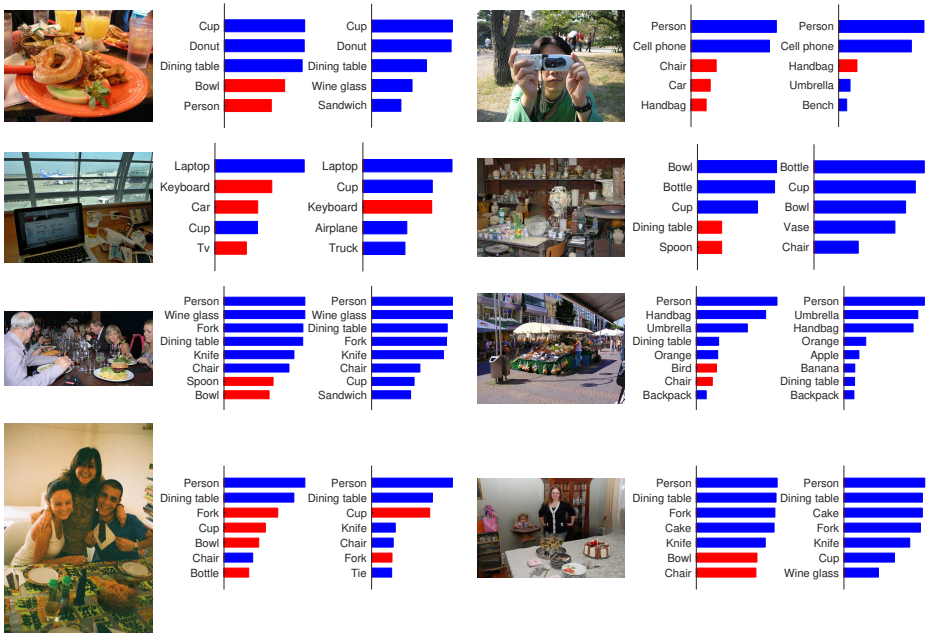 Cup
Donut
Dining table
Bowl
Person
Cup
Donut
Dining table
Wine glass
Sandwich
Person
Cell phone
Chair
Car
Handbag
Person
Cell phone
Handbag
Umbrella
Bench
Laptop
Keyboard
Car
Cup
Tv
Laptop
Cup
Keyboard
Airplane
Truck
Bowl
Bottle
Cup
Dining table
Spoon
Bottle
Cup
Bowl
Vase
Chair
Person
Wine glass
Fork
Dining table
Knife
Chair
Spoon
Bowl
Person
Wine glass
Dining table
Fork
Knife
Chair
Cup
Sandwich
Person
Handbag
Umbrella
Dining table
Orange
Bird
Chair
Backpack
Person
Umbrella
Handbag
Orange
Apple
Banana
Dining table
Backpack
Person
Dining table
Fork
Cup
Bowl
Chair
Bottle
Person
Dining table
Cup
Knife
Chair
Fork
Tie
Person
Dining table
Fork
Cake
Knife
Bowl
Chair
Person
Dining table
Cake
Fork
Knife
Cup
Wine glass